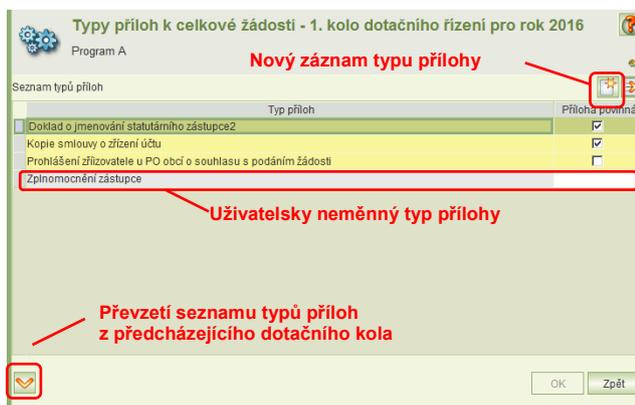 Typy příloh k celkové žádosti - 1. kolo dotačního řízení pro rok 2016
Program A
Nový záznam typu přílohy
Seznam typů příloh
Typ příloh Příloha povinná
Doklad o jmenování statutárního zástupce2
Kopie smlouvy o zřízení účtu
Prohlášení zřiizovatele u PO obcí o souhlasu s podáním žádosti
Zplnomocnění zástupce
Uživatelsky neměnný typ přílohy
Převzetí seznamu typů příloh
z předcházejícího dotačního kola
OK Zpět